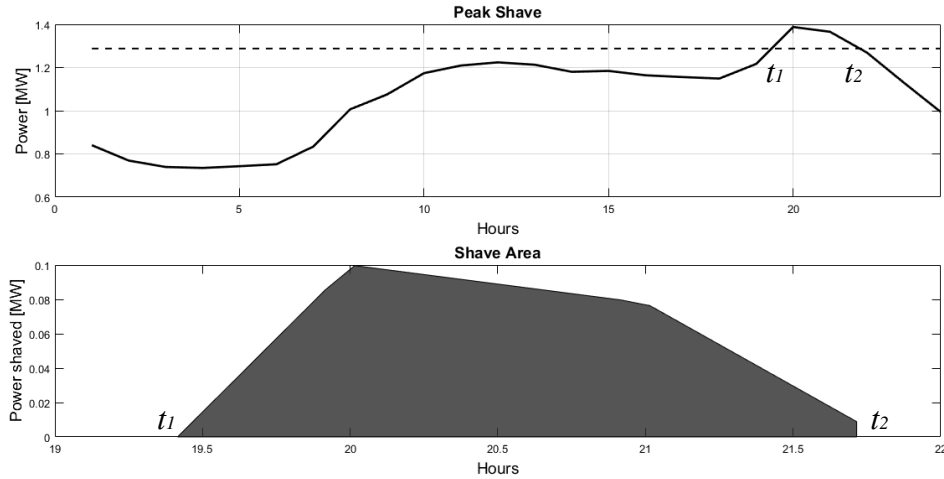 Peak Shave
Power [MW]
1.4
1.2
1
0.8
0.6
t1
t2
0
5
10
15
20
Hours
Shave Area
Power shaved [MW]
0.1
0.08
0.06
0.04
0.02
0
t1
t2
19
19.5
20
20.5
21
21.5
22
Hours